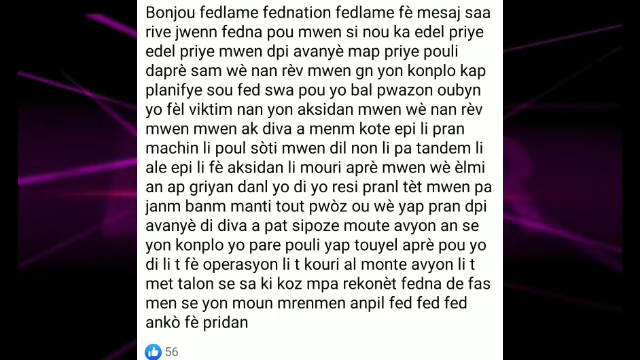 Bonjou fedlame fednation fedlame fè mesaj saa
rive jwenn fedna pou mwen si nou ka edel priye
edel priye mwen dpi avanyè map priye pouli
daprè sam wè nan rèv mwen gn yon konplo kap
planifye sou fed swa pou yo bal pwazon oubyn
yo fèl viktim nan yon aksidan mwen wè nan rèv
mwen mwen ak diva a menm kote epi li pran
machin li poul sòti mwen dil non li pa tandem li
ale epi li fè aksidan li mouri aprè mwen wè èlmi
an ap griyan danl yo di yo resi pranl tèt mwen pa
janm banm manti tout pwòz ou wè yap pran dpi
avanyè di diva a pat sipoze moute avyon an se
yon konplo yo pare pouli yap touyel aprè pou yo
di li t fè operasyon li t kouri al monte avyon li t
met talon se sa ki koz mpa rekonèt fedna de fas
men se yon moun mrenmen anpil fed fed fed
ankò fè pridan
56